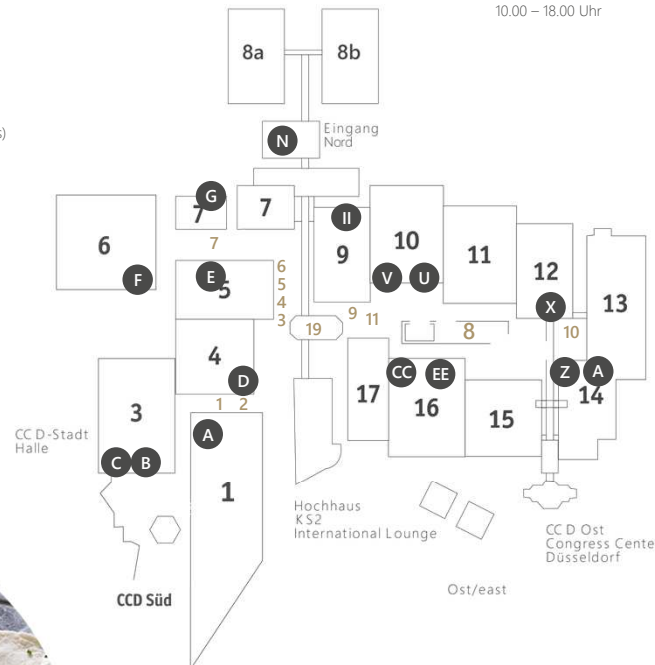 10.00 – 18.00 Uhr
8a
8b
s)
N
Eingang
Nord
G
7
7
II
10
11
6
9
12
13
7
F
E
5
6
5
4
3
V
U
X
9
11
19
8
10
4
D
CC
EE
Z
A
14
3
1
2
17
16
15
A
CC D-Stadt
Halle
C
B
1
Hochhaus
KS2
International Lounge
CC D Ost
Congress Cente
Düsseldorf
CCD Süd
Ost/east